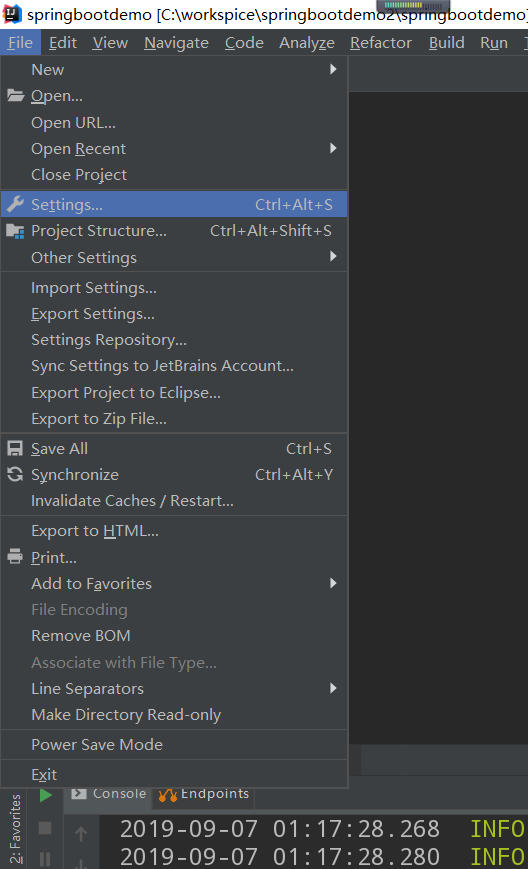 springbootdemo [C:\workspice\springbootdemo2\springbootdemo]
File Edit View Navigate Code Analyze Refactor Build Run
New
Open...
Open URL...
Open Recent
Close Project
Settings... Ctrl+Alt+S
Project Structure... Ctrl+Alt+Shift+S
Other Settings
Import Settings...
Export Settings...
Settings Repository...
Sync Settings to JetBrains Account...
Export Project to Eclipse...
Export to Zip File...
Save All Ctrl+S
Synchronize Ctrl+Alt+Y
Invalidate Caches / Restart...
Export to HTML...
Print...
Add to Favorites
File Encoding
Remove BOM
Associate with File Type...
Line Separators
Make Directory Read-only
Power Save Mode
Exit
Console Endpoints
2: Favorites
2019-09-07 01:17:28.268 INFO
2019-09-07 01:17:28.280 INFO